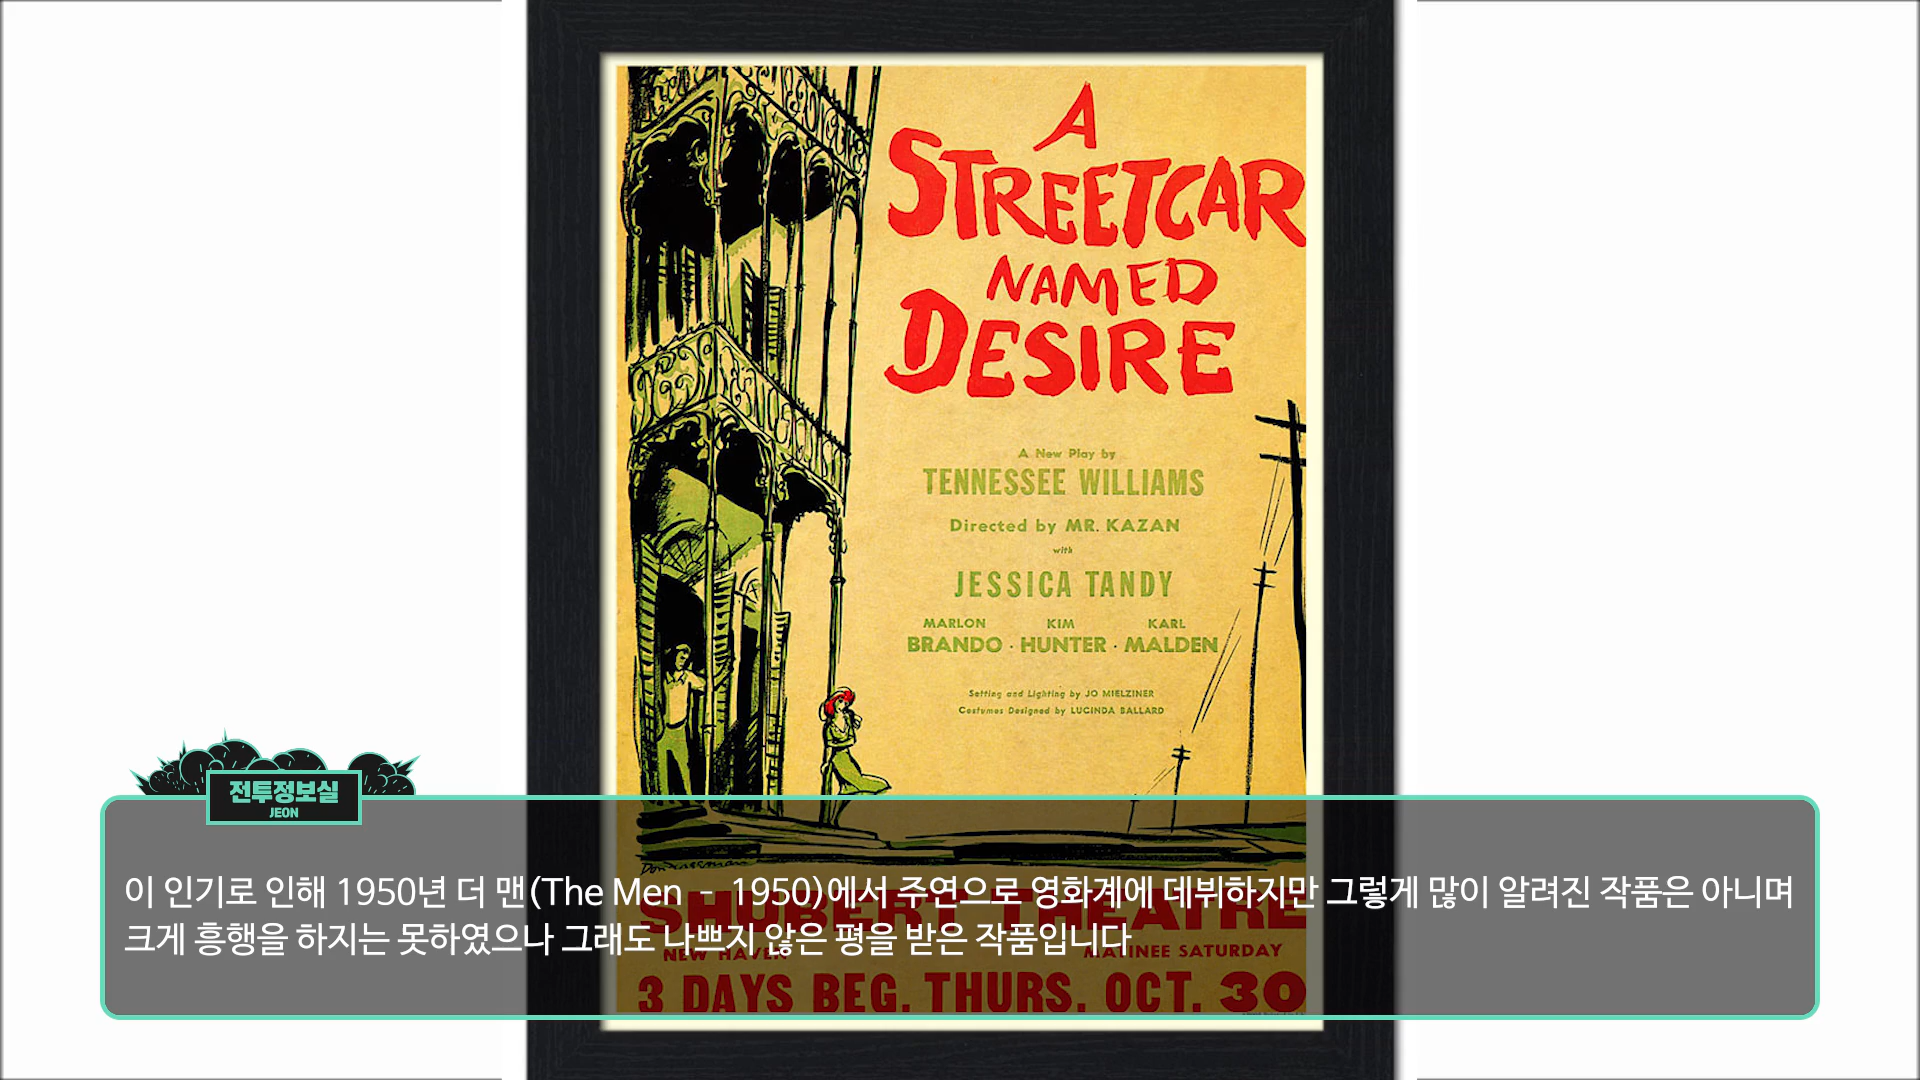 A
STREETCAR
NAMED
DESIRE
A New Play by
TENNESSEE WILLIAMS
Directed by MR. KAZAN
with
JESSICA TANDY
MARLON KIM KARL
BRANDO · HUNTER · MALDEN
Setting and Lighting by JO MIELZINER
Costumes Designed by LUCINDA BALLARD
전투정보실
JEON
이 인기로 인해 1950년 더 맨(The Men - 1950)에서 주연으로 영화계에 데뷔하지만 그렇게 많이 알려진 작품은 아니며
크게 흥행을 하지는 못하였으나 그래도 나쁘지 않은 평을 받은 작품입니다
SHUBERT THEATRE
NEW HAVEN MATINEE SATURDAY
3 DAYS BEG. THURS. OCT. 30